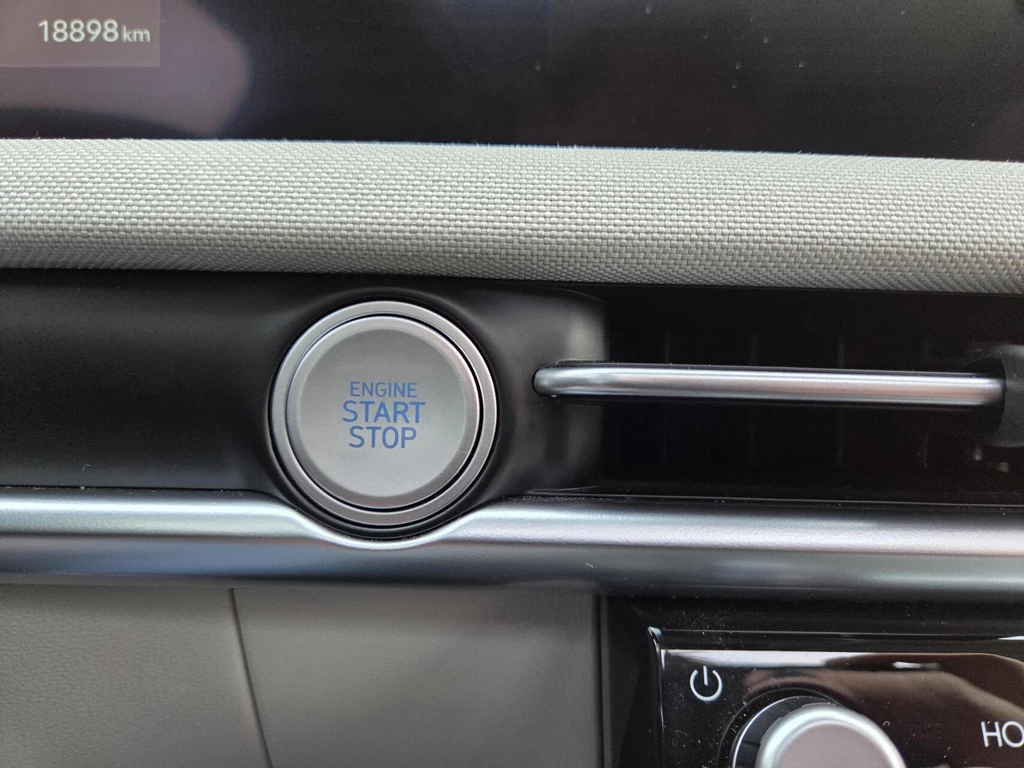 18898 km
ENGINE
START
STOP
HO